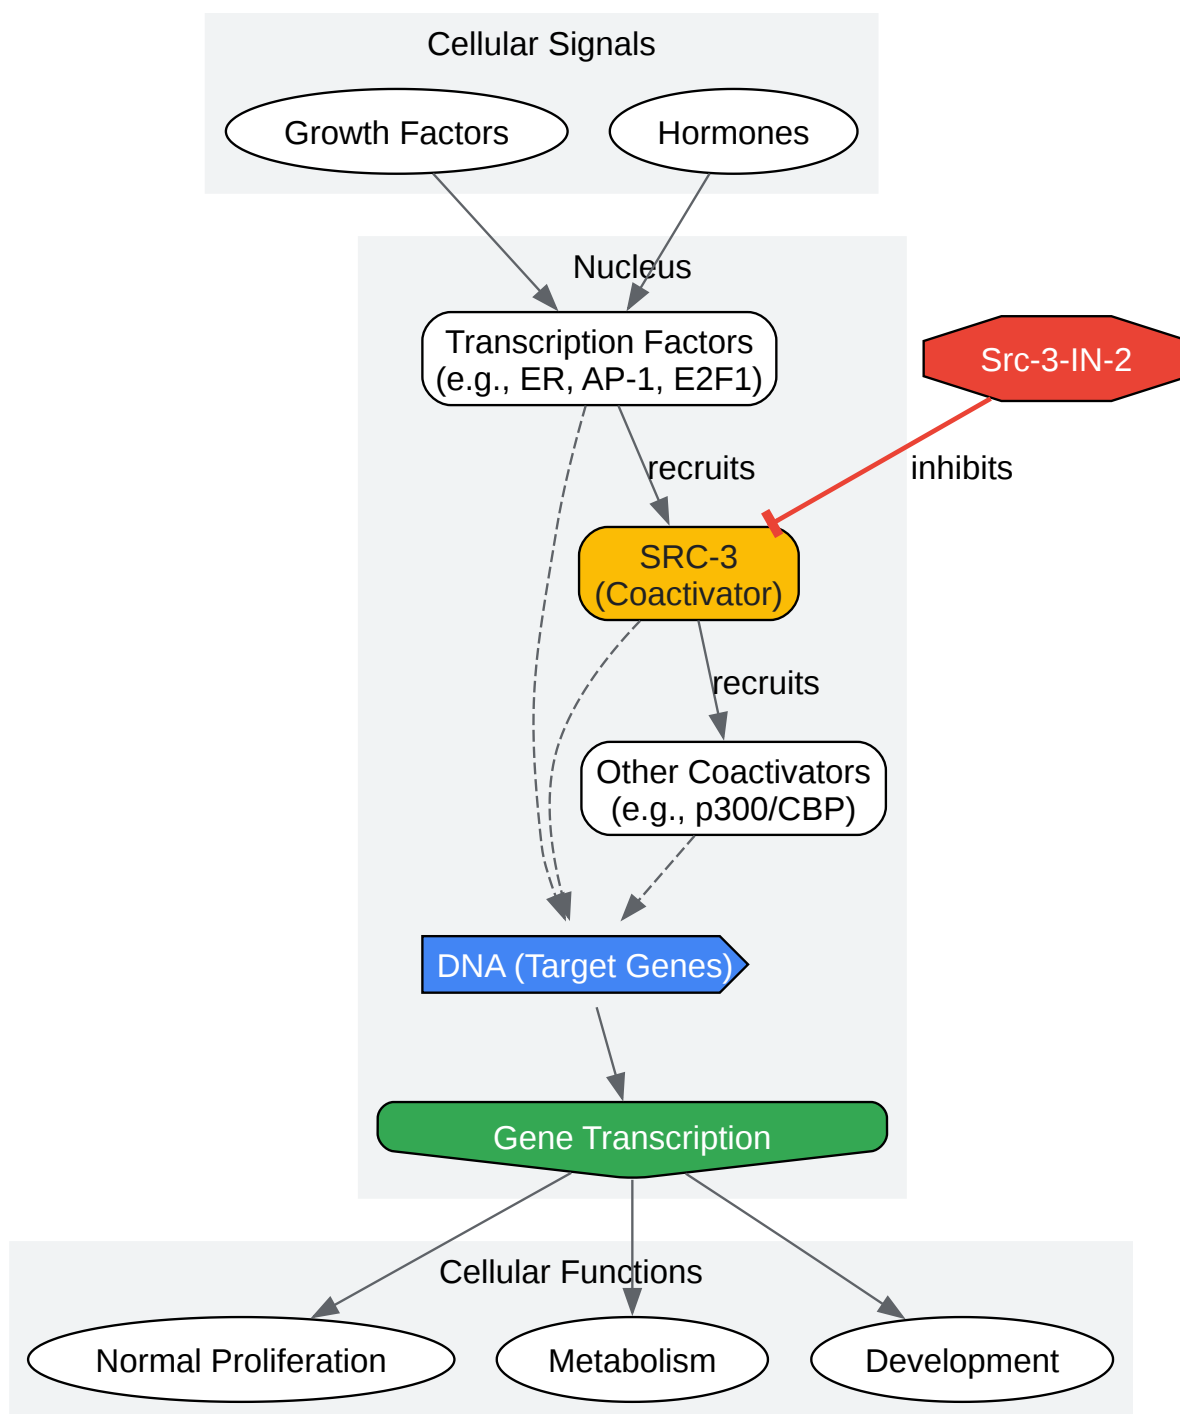 Cellular Signals
Growth Factors
Hormones
Nucleus
Transcription Factors
(e.g., ER, AP-1, E2F1)
Src-3-IN-2
recruits
inhibits
SRC-3
(Coactivator)
recruits
Other Coactivators
(e.g., p300/CBP)
DNA (Target Genes)
Gene Transcription
Cellular Functions
Normal Proliferation
Metabolism
Development